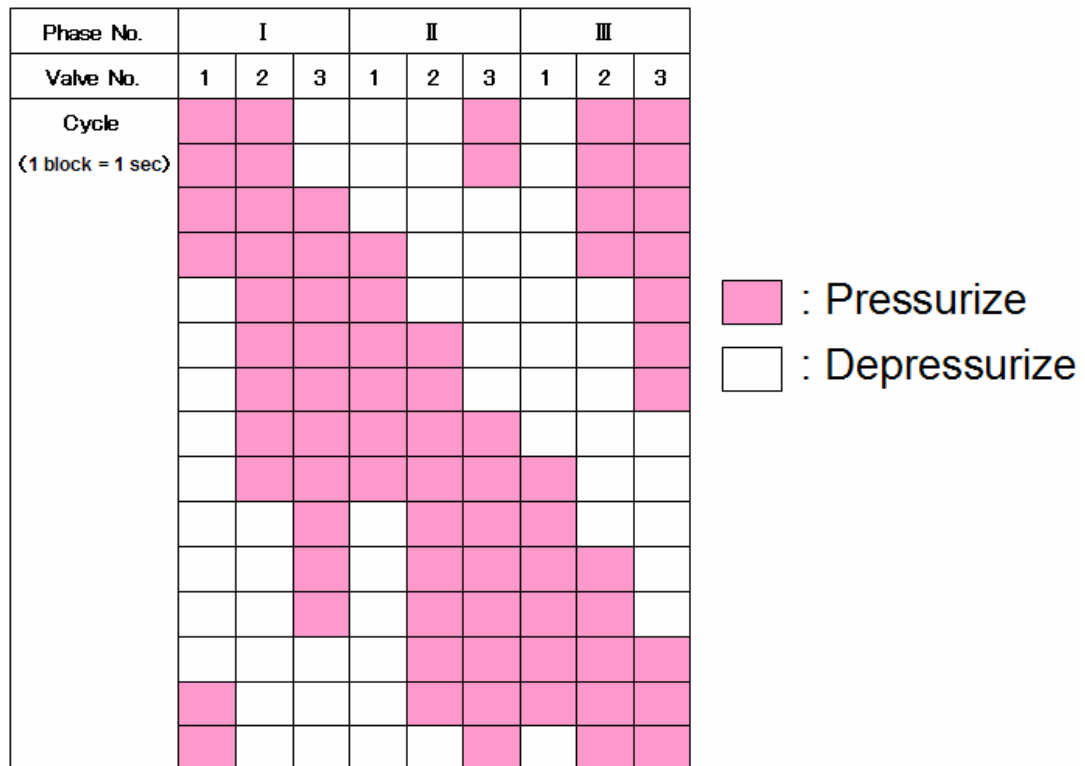 Phase No. Ⅰ Ⅱ Ⅲ
Valve No. 1 2 3 1 2 3 1 2 3
Cycle
(1 block = 1 sec)
: Pressurize
: Depressurize